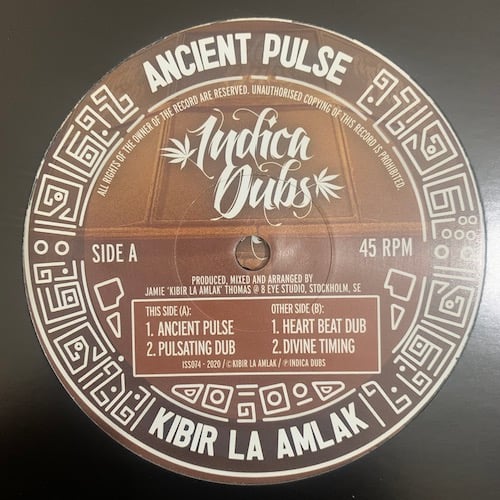 ANCIENT PULSE
ALL RIGHTS OF THE OWNER OF THE RECORD ARE RESERVED. UNAUTHORISED COPYING OF THIS RECORD IS PROHIBITED.
Indica
Dubs
SIDE A
45 RPM
PRODUCED, MIXED AND ARRANGED BY
JAMIE 'KIBIR LA AMLAK' THOMAS @ 8 EYE STUDIO, STOCKHOLM, SE
THIS SIDE (A):
1. ANCIENT PULSE
2. PULSATING DUB
OTHER SIDE (B):
1. HEART BEAT DUB
2. DIVINE TIMING
ISS074 - 2020 / © KIBIR LA AMLAK / ℗ INDICA DUBS
KIBIR LA AMLAK